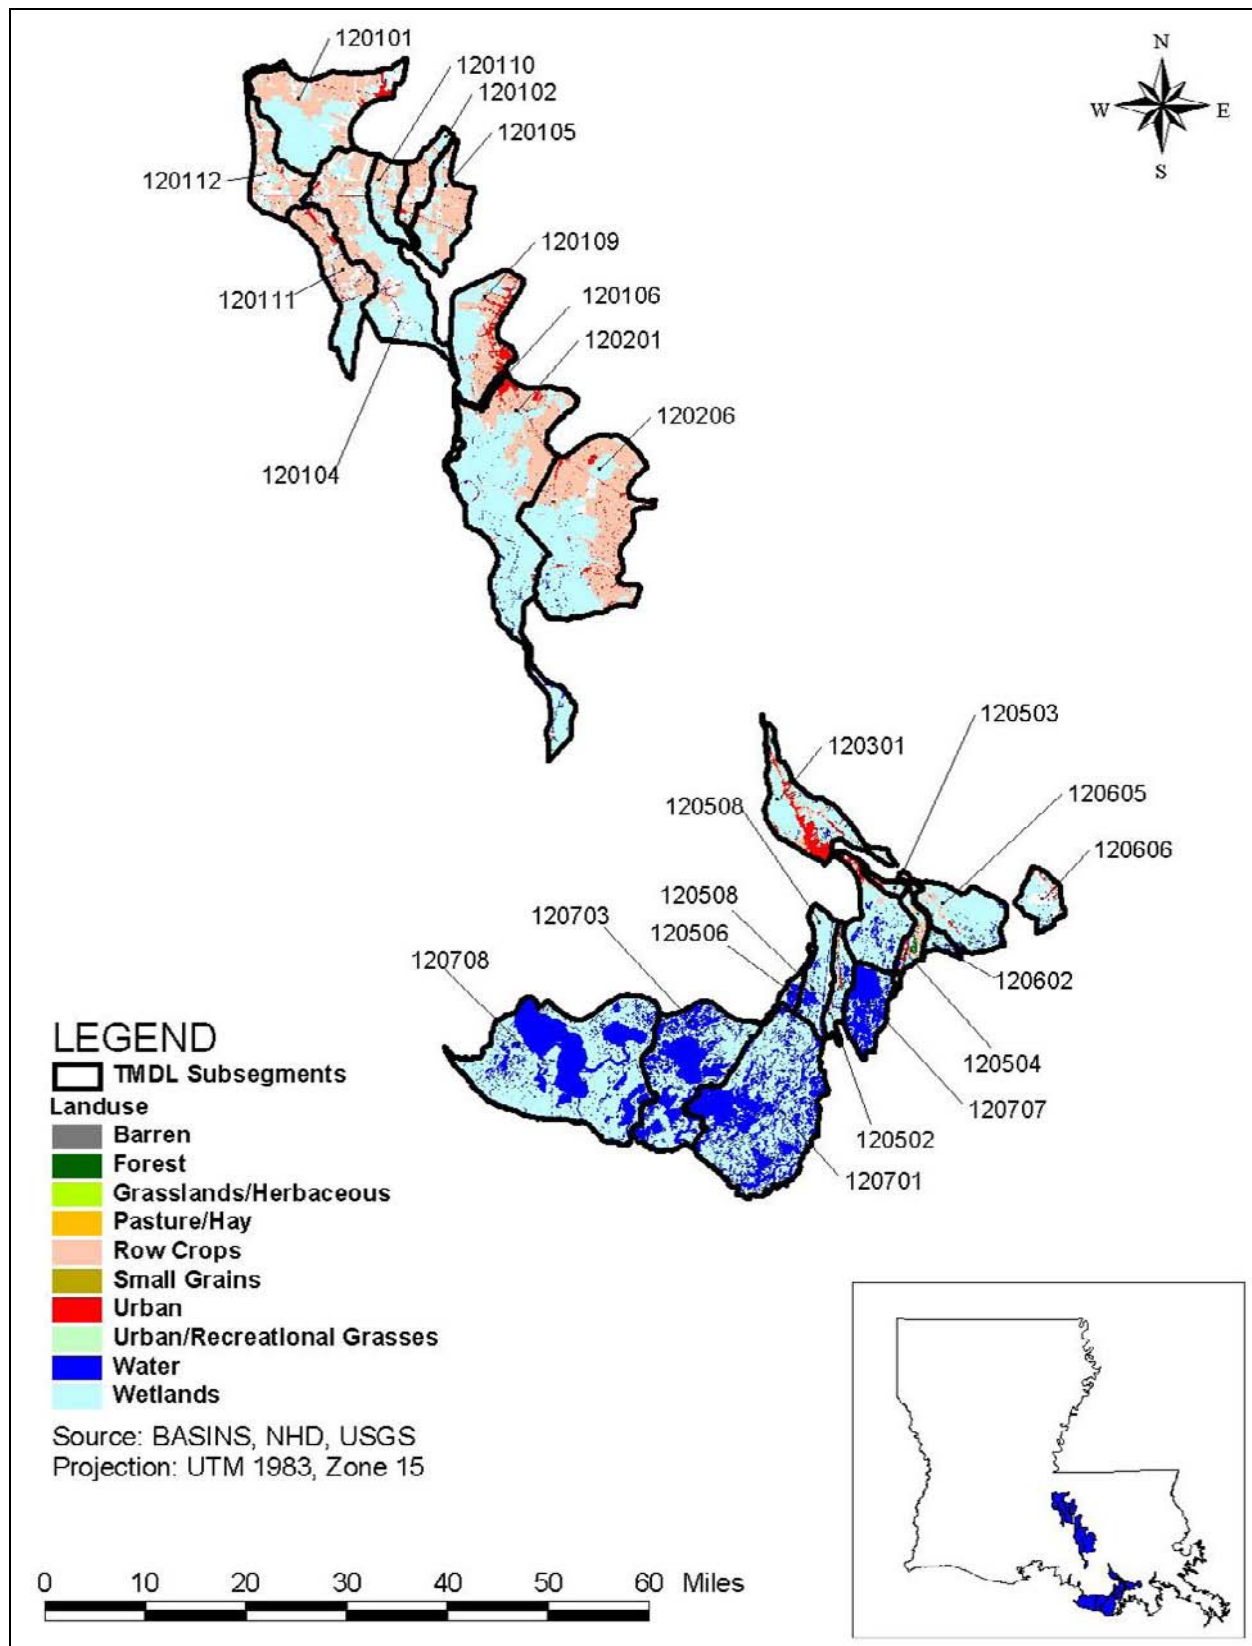 120101
N
120110
120102
W
E
120105
S
120112
120109
120111
120106
120201
120206
120104
120503
120301
120605
120508
120606
120508
120703
120506
120708
120602
LEGEND
TMDL Subsegments
120504
Landuse
120707
Barren
120502
Forest
120701
Grasslands/Herbaceous
Pasture/Hay
Row Crops
Small Grains
Urban
Urban/Recreational Grasses
Water
Wetlands
Source: BASINS, NHD, USGS
Projection: UTM 1983, Zone 15
0 10 20 30 40 50 60 Miles